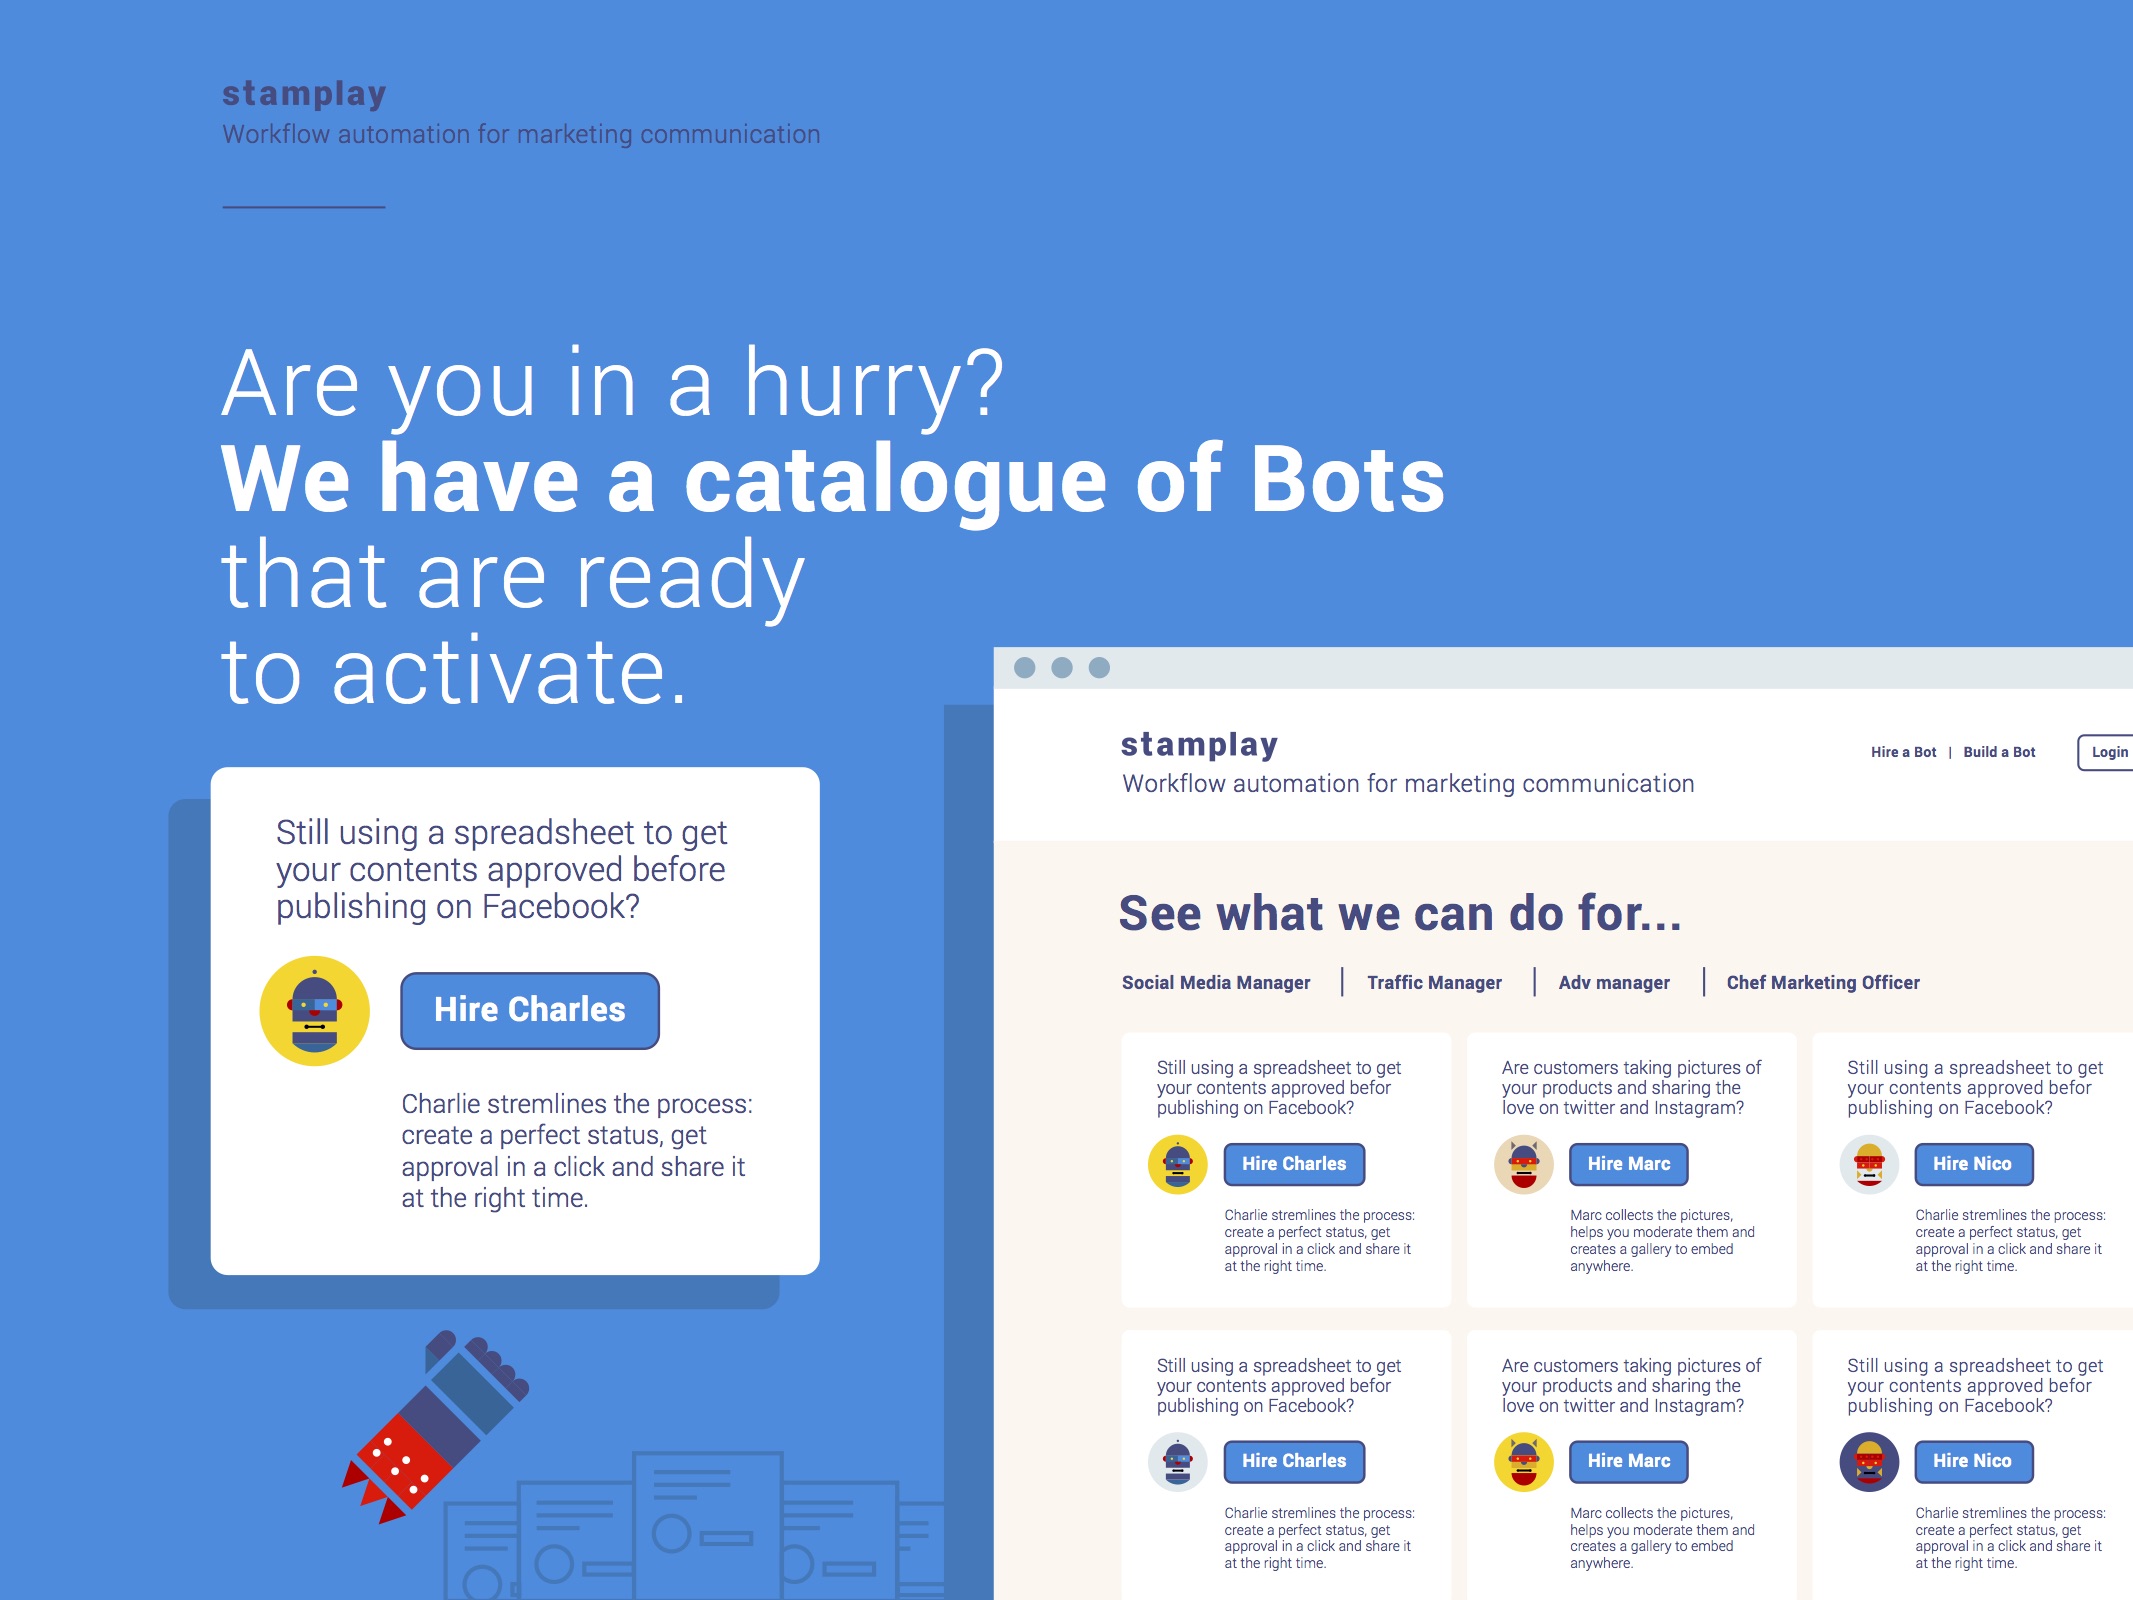 stamplay
Workflow automation for marketing communication
Are you in a hurry?
We have a catalogue of Bots
that are ready
to activate.
Still using a spreadsheet to get
your contents approved before
publishing on Facebook?
Hire Charles
Charlie stremlines the process:
create a perfect status, get
approval in a click and share it
at the right time.
stamplay
Workflow automation for marketing communication
Hire a Bot | Build a Bot
Login
See what we can do for...
Social Media Manager | Traffic Manager | Adv manager | Chef Marketing Officer
Still using a spreadsheet to get
your contents approved befor
publishing on Facebook?
Hire Charles
Charlie stremlines the process:
create a perfect status, get
approval in a click and share it
at the right time.
Are customers taking pictures of
your products and sharing the
love on twitter and Instagram?
Hire Marc
Marc collects the pictures,
helps you moderate them and
creates a gallery to embed
anywhere.
Still using a spreadsheet to get
your contents approved befor
publishing on Facebook?
Hire Nico
Charlie stremlines the process:
create a perfect status, get
approval in a click and share it
at the right time.
Still using a spreadsheet to get
your contents approved befor
publishing on Facebook?
Hire Charles
Charlie stremlines the process:
create a perfect status, get
approval in a click and share it
at the right time.
Are customers taking pictures of
your products and sharing the
love on twitter and Instagram?
Hire Marc
Marc collects the pictures,
helps you moderate them and
creates a gallery to embed
anywhere.
Still using a spreadsheet to get
your contents approved befor
publishing on Facebook?
Hire Nico
Charlie stremlines the process:
create a perfect status, get
approval in a click and share it
at the right time.